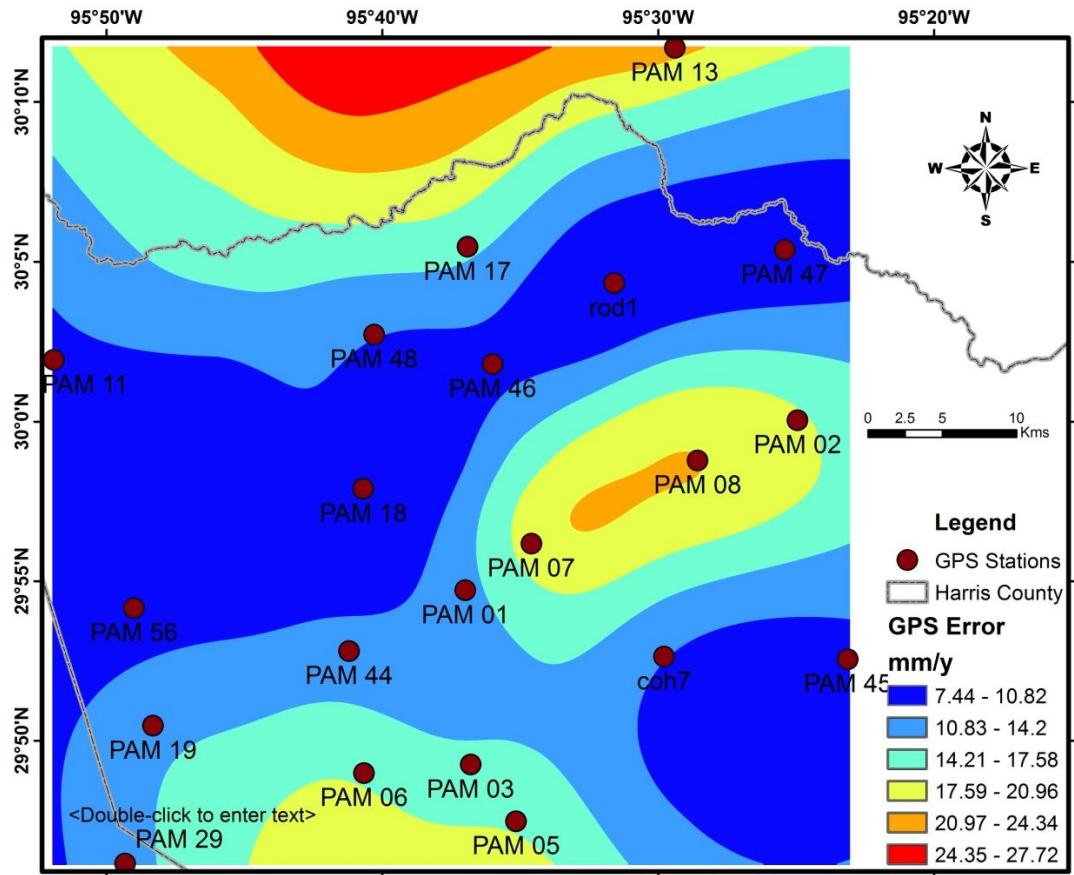 95°50'W
95°40'W
95°30'W
95°20'W
30°10'N
30°5'N
30°0'N
29°55'N
29°50'N
PAM 13
N
W
E
S
PAM 17
PAM 47
rod1
PAM 48
PAM 11
PAM 46
0 2.5 5 10
Kms
PAM 02
PAM 08
PAM 18
PAM 07
PAM 01
PAM 56
PAM 44
coh7
PAM 45
PAM 19
PAM 03
PAM 06
<Double-click to enter text>
PAM 29
PAM 05
Legend
GPS Stations
Harris County
GPS Error
mm/y
7.44 - 10.82
10.83 - 14.2
14.21 - 17.58
17.59 - 20.96
20.97 - 24.34
24.35 - 27.72